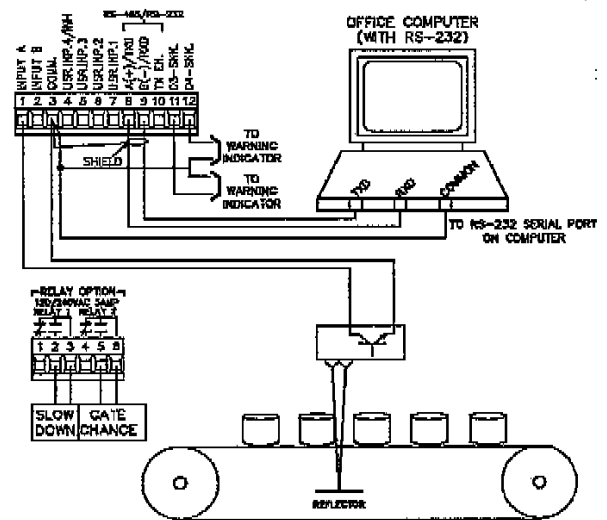 RS-485/RS-232
INPUT A
INPUT B
COMM.
USR.INP.4/INH
USR.INP.3
USR.INP.2
USR.INP.1
A(+)/TXD
B(-)/RXD
TX EN.
O3-SNK.
O4-SNK.
1 2 3 4 5 6 7 8 9 10 11 12
SHIELD
TO
WARNING
INDICATOR
TO
WARNING
INDICATOR
OFFICE COMPUTER
(WITH RS-232)
TXD
RXD
COMMON
TO RS-232 SERIAL PORT
ON COMPUTER
RELAY OPTION
120/240VAC 5AMP
RELAY 1 RELAY 2
1 2 3 4 5 6
SLOW
DOWN
GATE
CHANGE
REFLECTOR